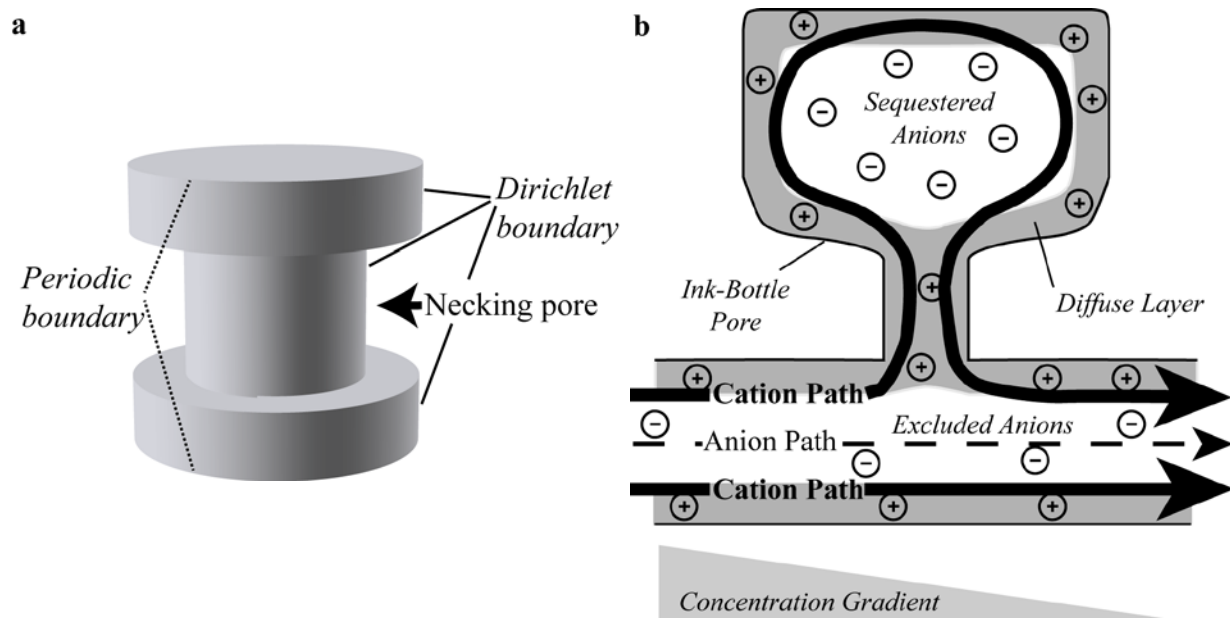 a
Dirichlet
boundary
Periodic
boundary
Necking pore
b
Sequestered
Anions
Ink-Bottle
Pore
Diffuse Layer
Cation Path
Excluded Anions
Anion Path
Cation Path
Concentration Gradient